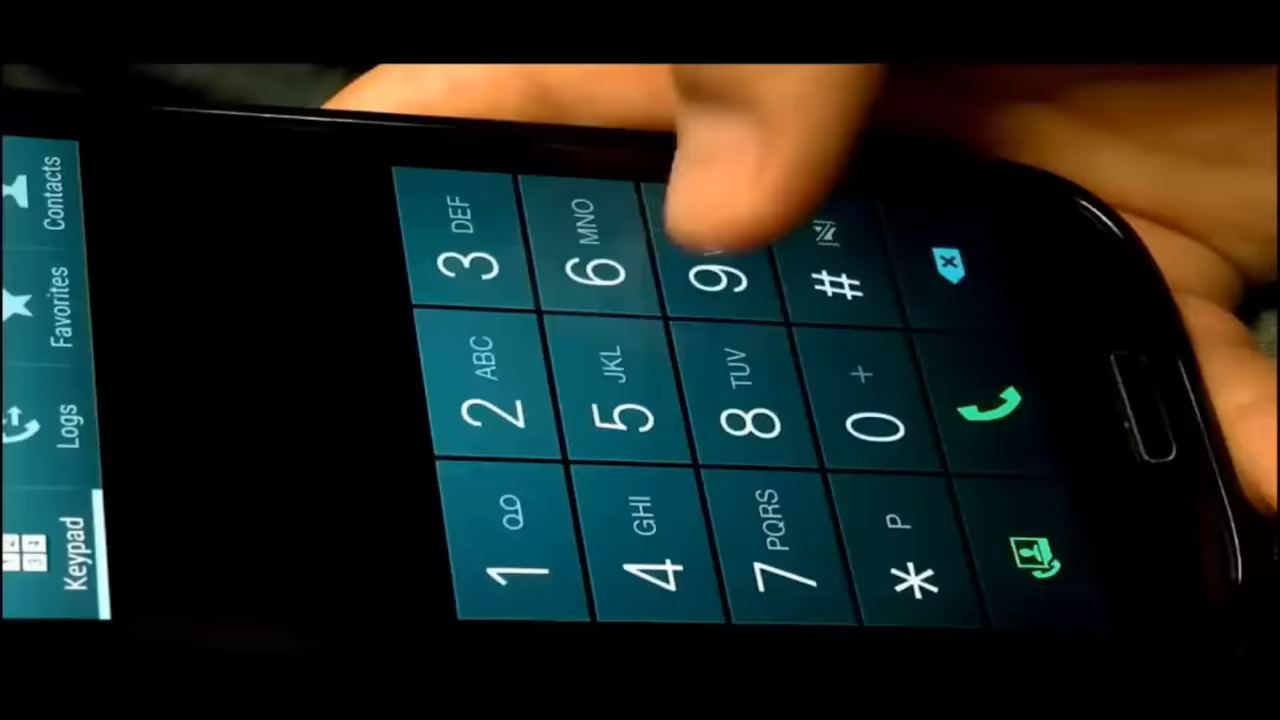 Keypad Logs Favorites Contacts
1 2 ABC 3 DEF
4 GHI 5 JKL 6 MNO
7 PQRS 8 TUV 9
* P 0 + #